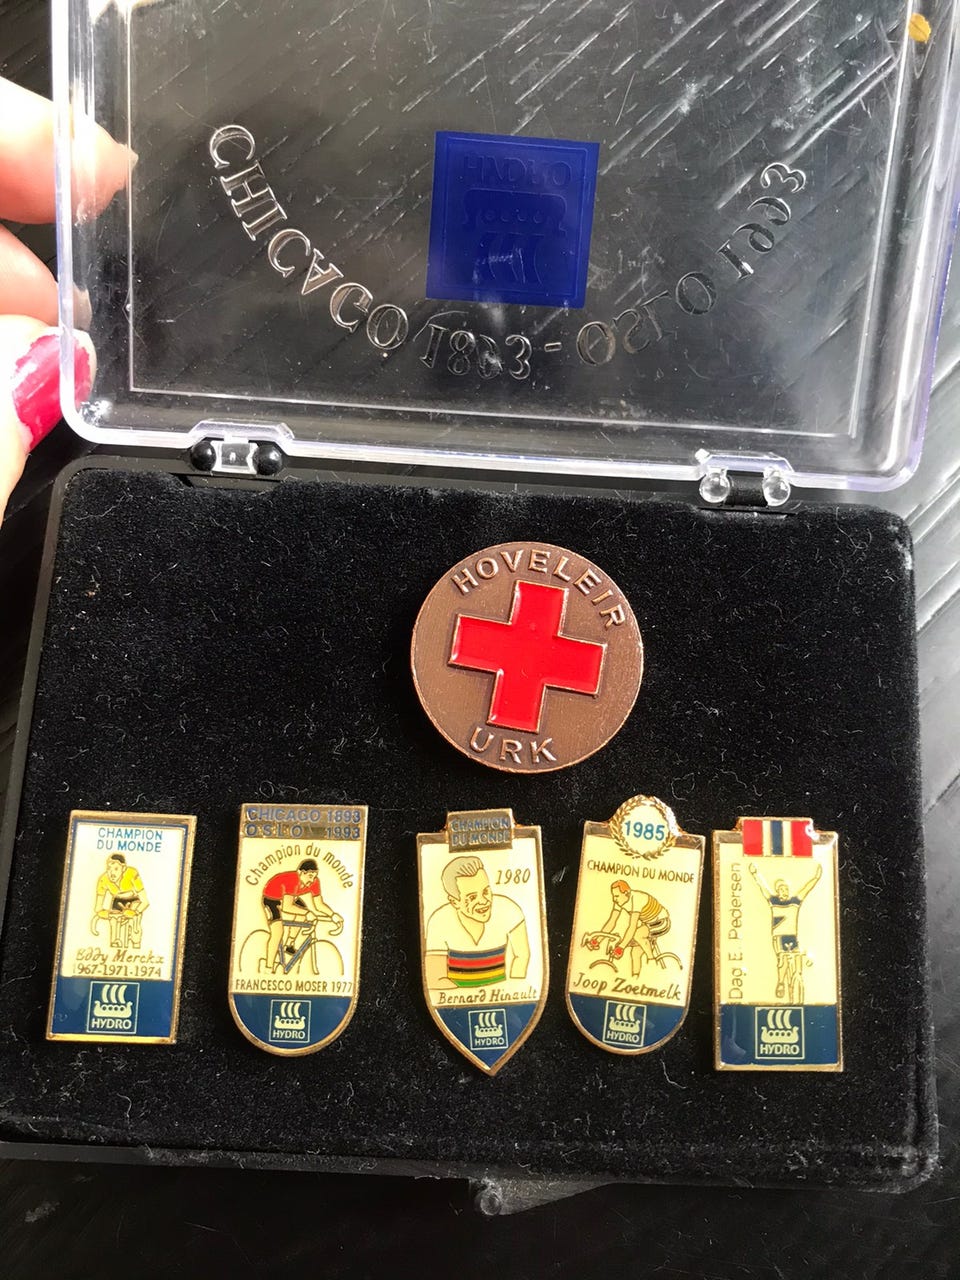 HYDRO
CHICAGO 1893 - OSLO 1993
HOVELEIR
URK
CHAMPION
DU MONDE
Eddy Merckx
1967-1971-1974
HYDRO
CHICAGO 1893
OSLO 1993
Champion du monde
FRANCESCO MOSER 1977
HYDRO
CHAMPION
DU MONDE
1980
Bernard Hinault
HYDRO
1985
CHAMPION DU MONDE
Joop Zoetmelk
HYDRO
Dag E. Pedersen
HYDRO